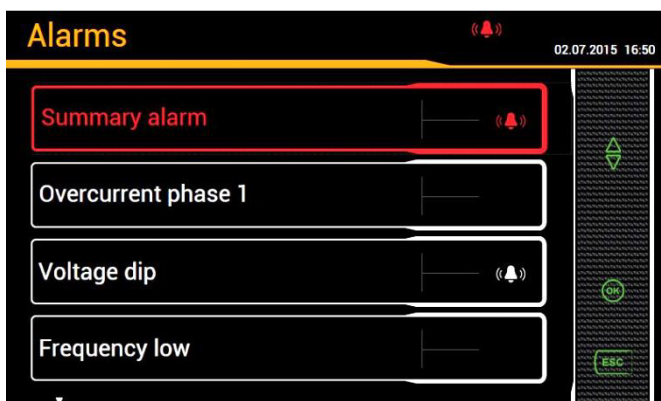 Alarms
02.07.2015 16:50
Summary alarm
Overcurrent phase 1
Voltage dip
OK
Frequency low
ESC